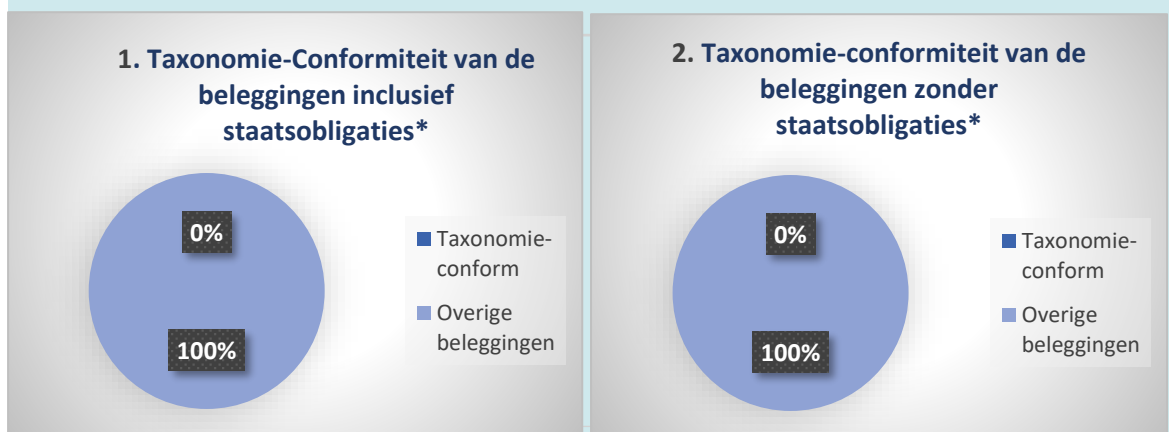 1. Taxonomie-Conformiteit van de
beleggingen inclusief
staatsobligaties*
0%
100%
Taxonomie-
conform
Overige
beleggingen
2. Taxonomie-conformiteit van de
beleggingen zonder
staatsobligaties*
0%
100%
Taxonomie-
conform
Overige
beleggingen